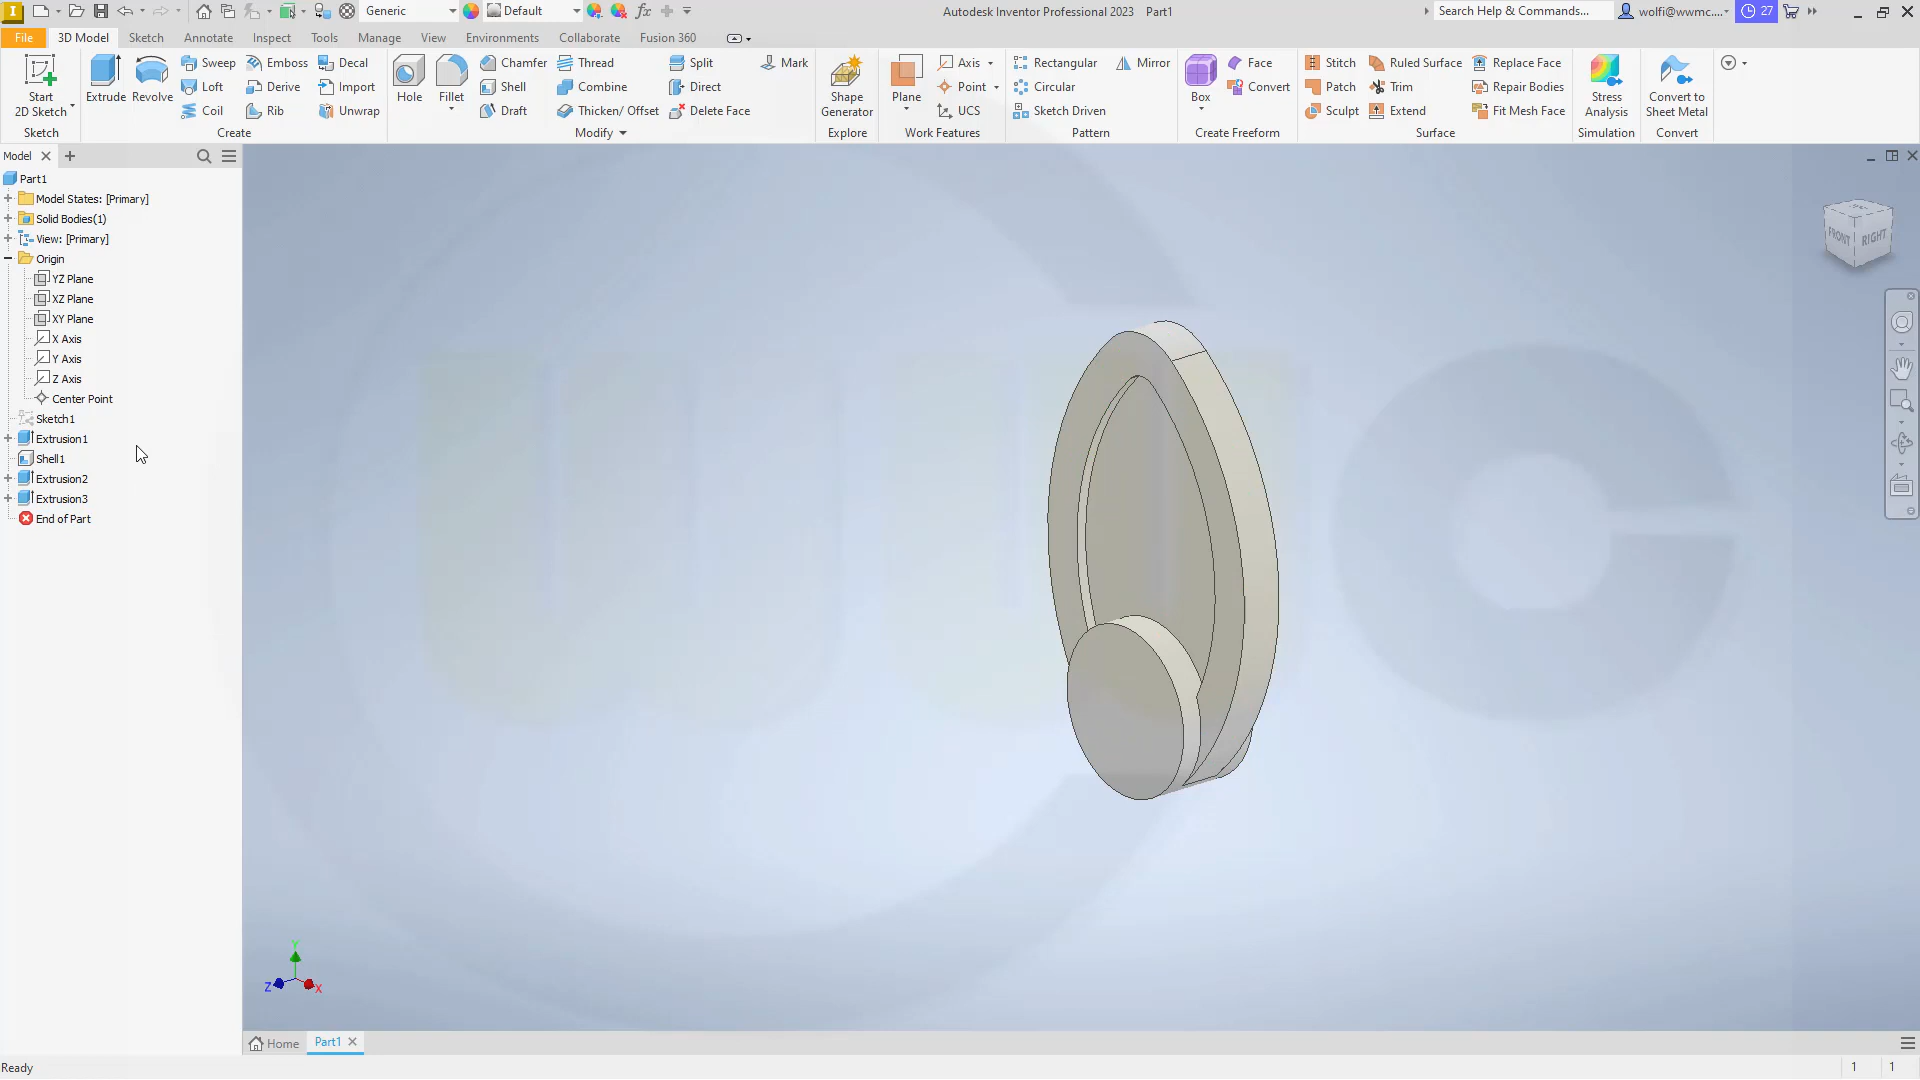 Generic
Default
fx
Autodesk Inventor Professional 2023 Part1
Search Help & Commands...
wolfi@wwmc....
27
File 3D Model Sketch Annotate Inspect Tools Manage View Environments Collaborate Fusion 360
Start
2D Sketch
Extrude
Revolve
Sweep
Loft
Coil
Emboss
Derive
Rib
Decal
Import
Unwrap
Hole
Fillet
Chamfer
Shell
Draft
Thread
Combine
Thicken/ Offset
Split
Direct
Delete Face
Mark
Shape
Generator
Plane
Axis
Point
UCS
Rectangular
Circular
Sketch Driven
Mirror
Box
Face
Convert
Stitch
Patch
Sculpt
Ruled Surface
Trim
Extend
Replace Face
Repair Bodies
Fit Mesh Face
Stress
Analysis
Convert to
Sheet Metal
Sketch Create Modify Explore Work Features Pattern Create Freeform Surface Simulation Convert
Model
Part1
Model States: [Primary]
Solid Bodies(1)
View: [Primary]
Origin
YZ Plane
XZ Plane
XY Plane
X Axis
Y Axis
Z Axis
Center Point
Sketch1
Extrusion1
Shell1
Extrusion2
Extrusion3
End of Part
FRONT RIGHT
Y
Z X
Home Part1
Ready 1 1